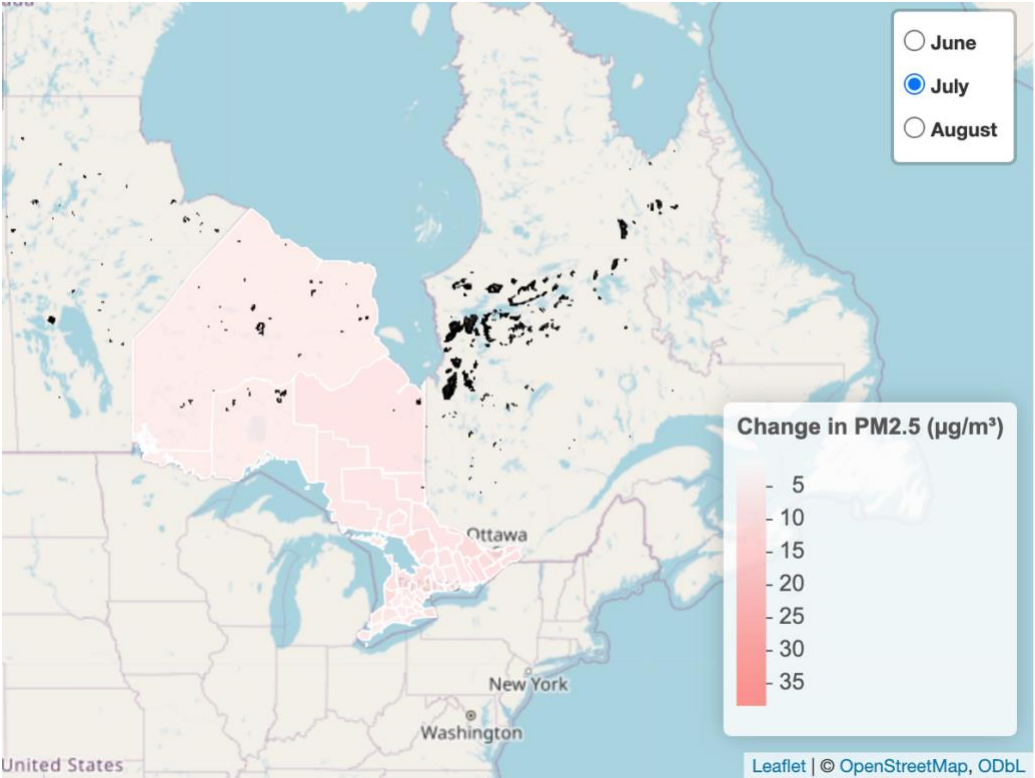 June
July
August
Change in PM2.5 (µg/m³)
5
10
15
20
25
30
35
Ottawa
New York
Washington
United States
Leaflet | © OpenStreetMap, ODbL